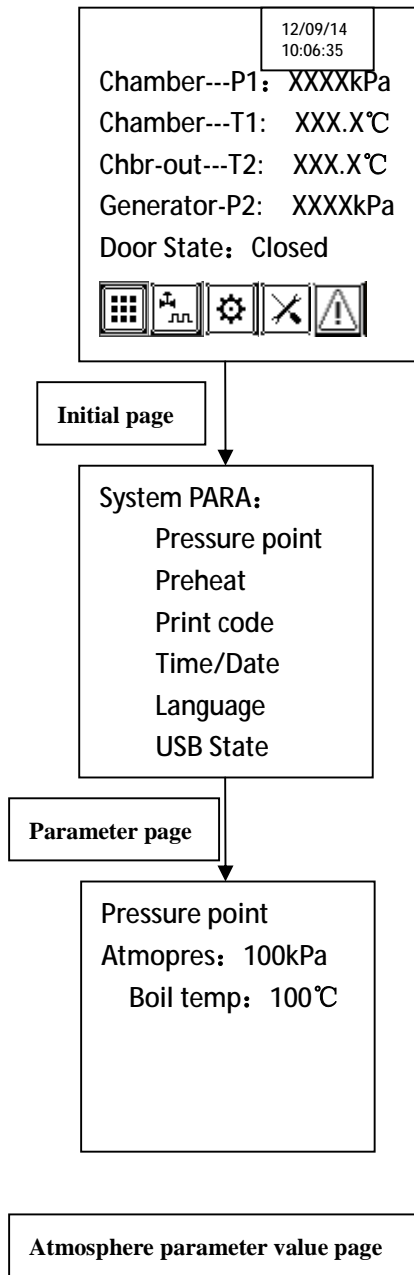 12/09/14
10:06:35
Chamber---P1：XXXXkPa
Chamber---T1: XXX.X℃
Chbr-out---T2: XXX.X℃
Generator-P2: XXXXkPa
Door State：Closed
Initial page
System PARA：
Pressure point
Preheat
Print code
Time/Date
Language
USB State
Parameter page
Pressure point
Atmopres：100kPa
Boil temp：100℃
Atmosphere parameter value page